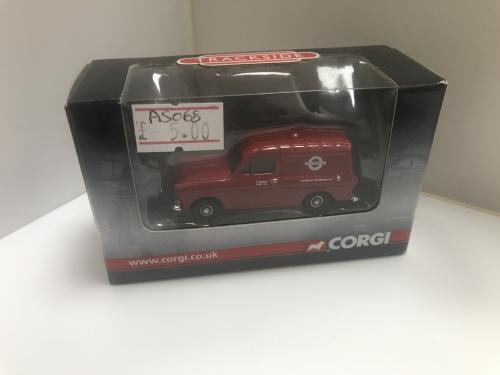 TRACKSIDE
AS068
£ 5.00
CORGI
www.corgi.co.uk